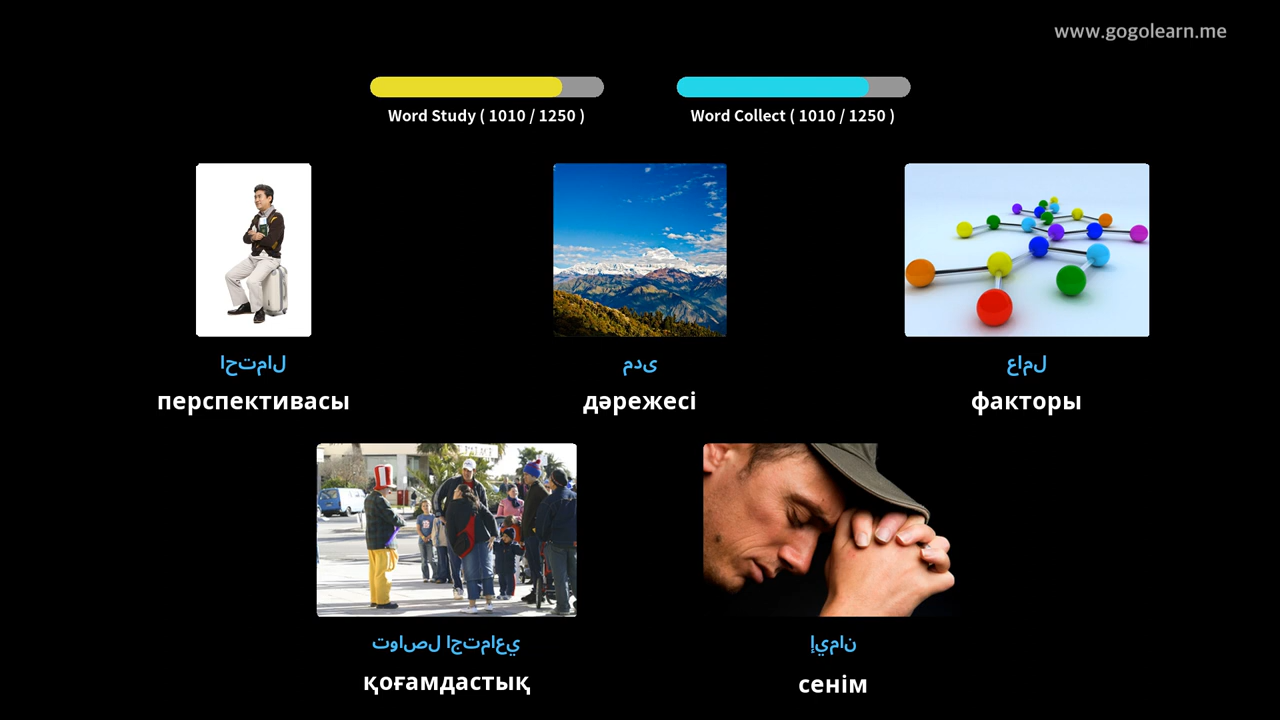 www.gogolearn.me
Word Study ( 1010 / 1250 )
Word Collect ( 1010 / 1250 )
احتمال
перспективасы
مدى
дәрежесі
عامل
факторы
تواصل اجتماعي
қоғамдастық
إيمان
сенім